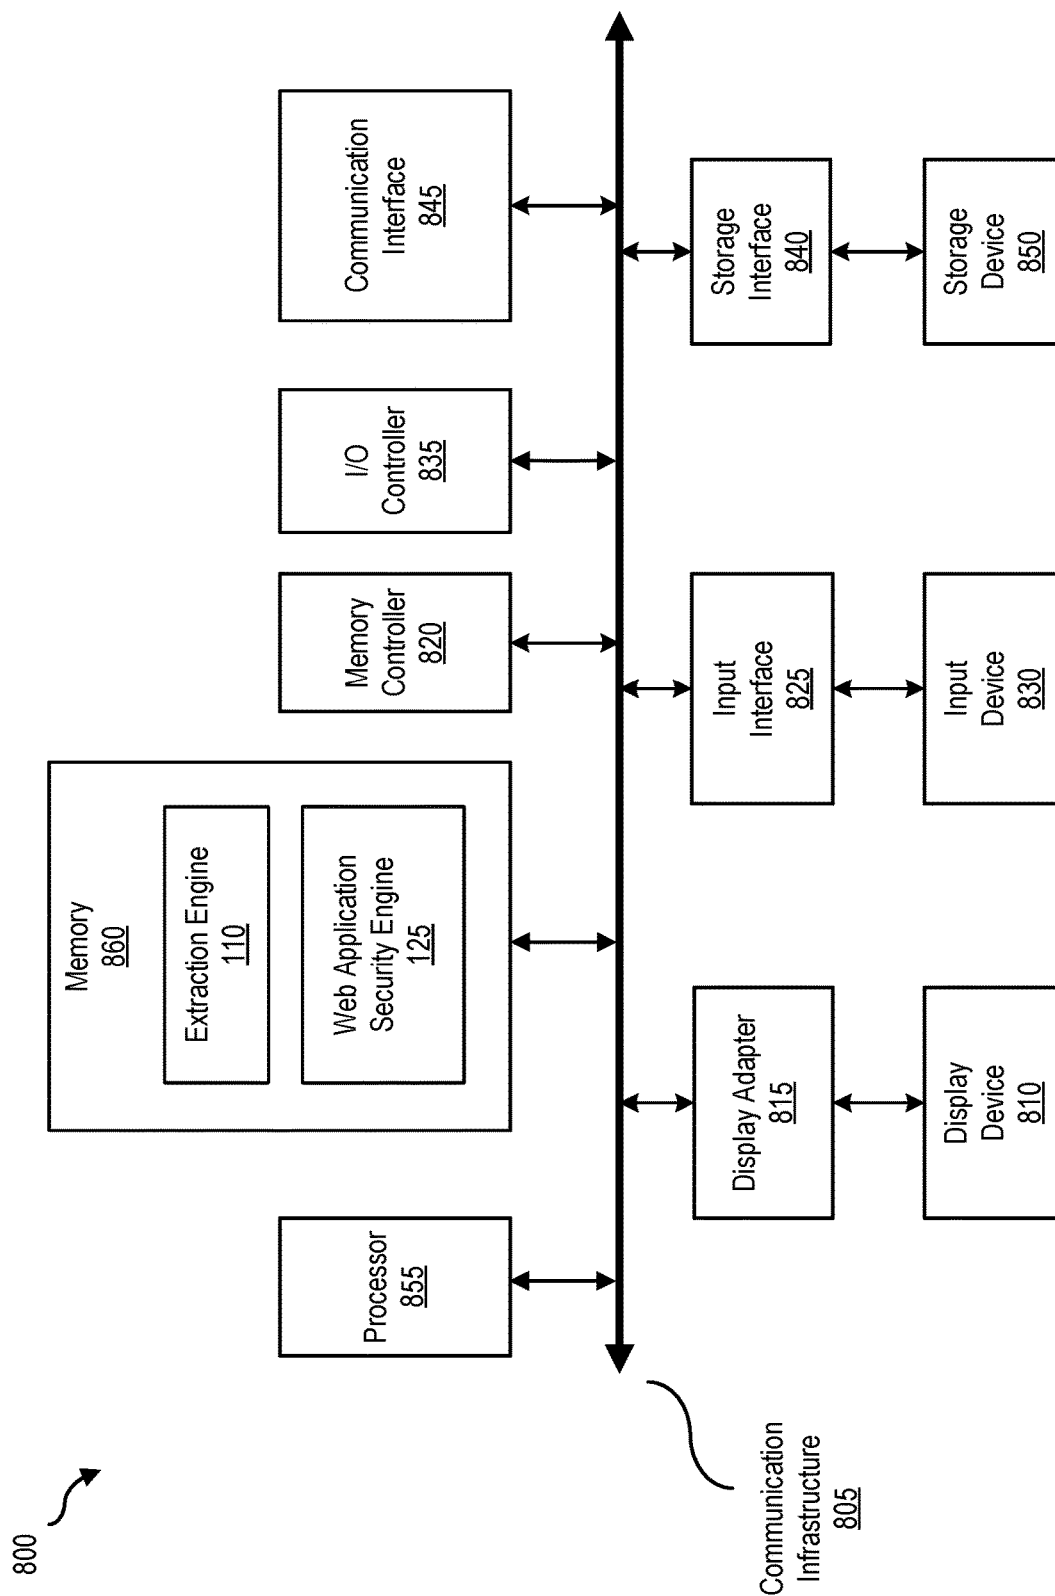 800
Memory
860
Extraction Engine
110
Web Application
Security Engine
125
Processor
855
Memory
Controller
820
I/O
Controller
835
Communication
Interface
845
Communication
Infrastructure
805
Display Adapter
815
Input
Interface
825
Storage
Interface
840
Display
Device
810
Input
Device
830
Storage
Device
850